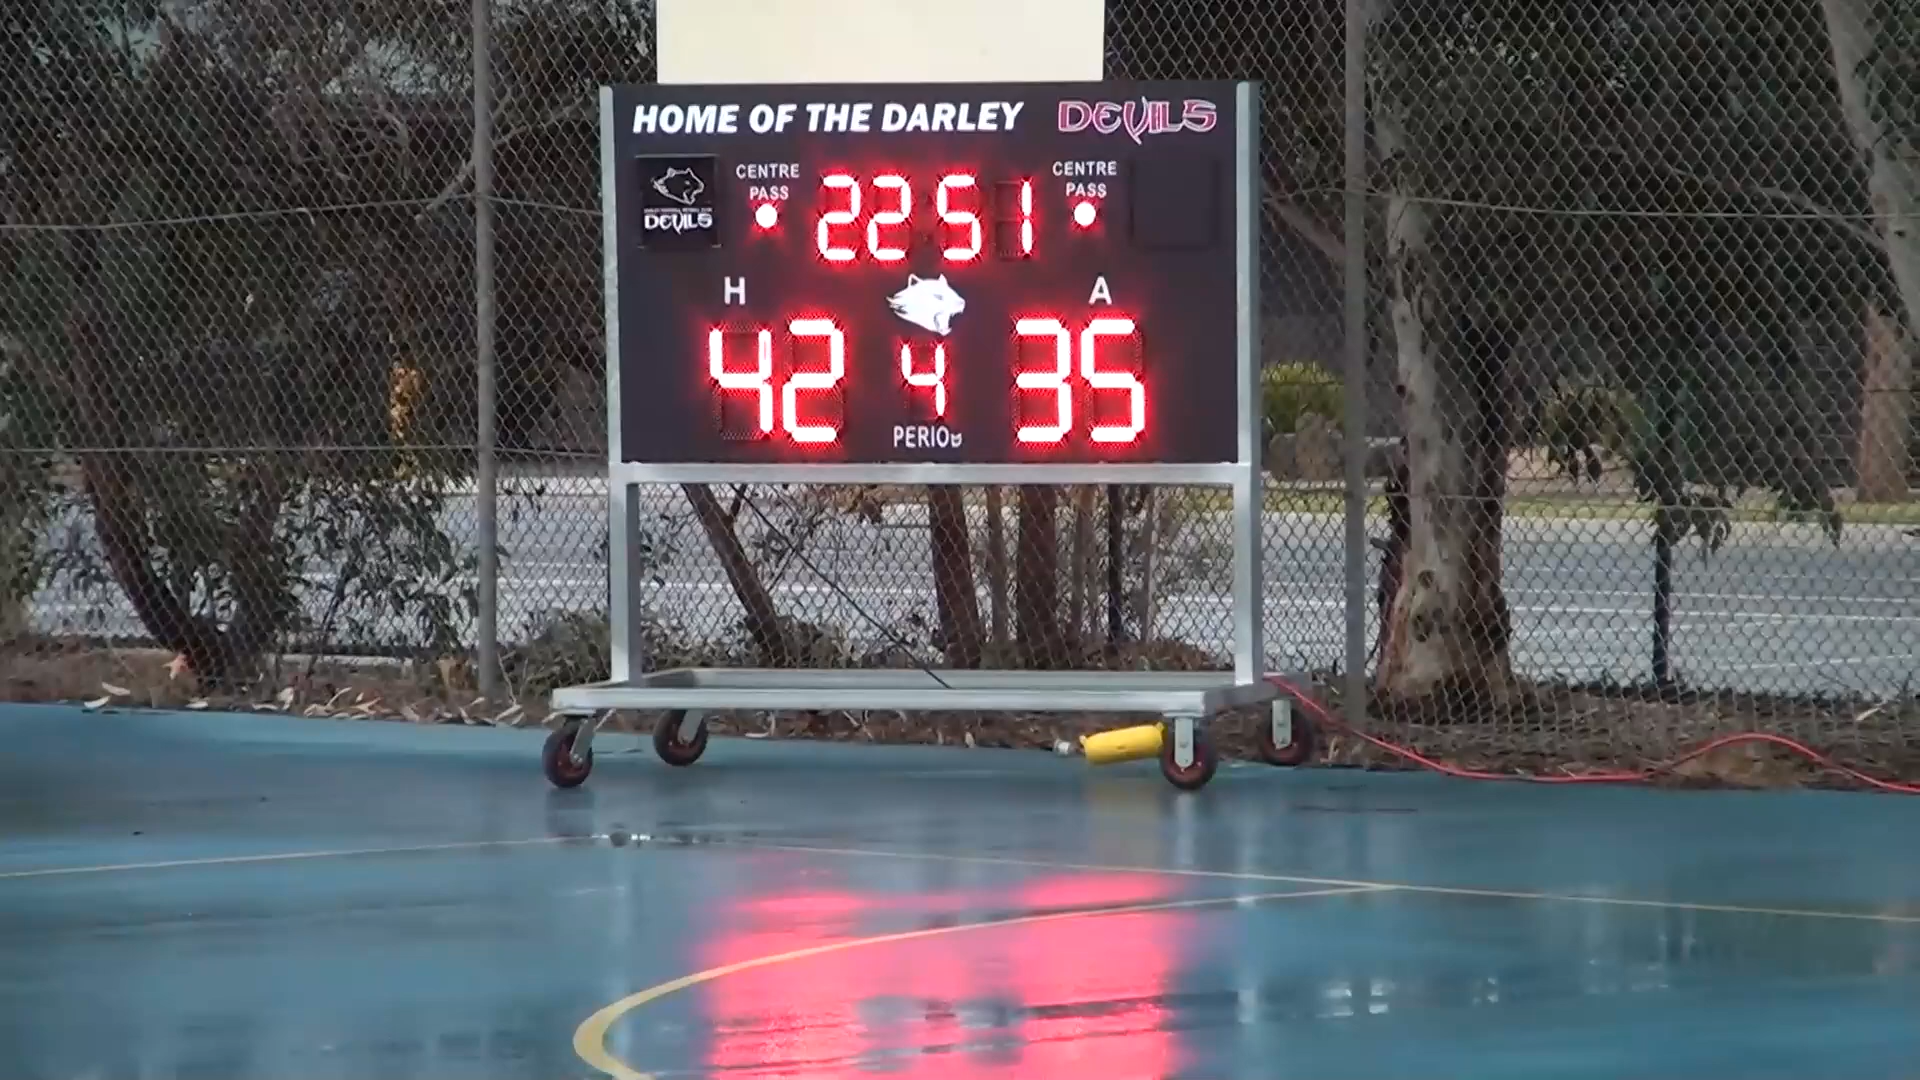 HOME OF THE DARLEY DEVILS
CENTRE
PASS
22 51
CENTRE
PASS
DEVILS
H
A
42
4
35
PERIOD